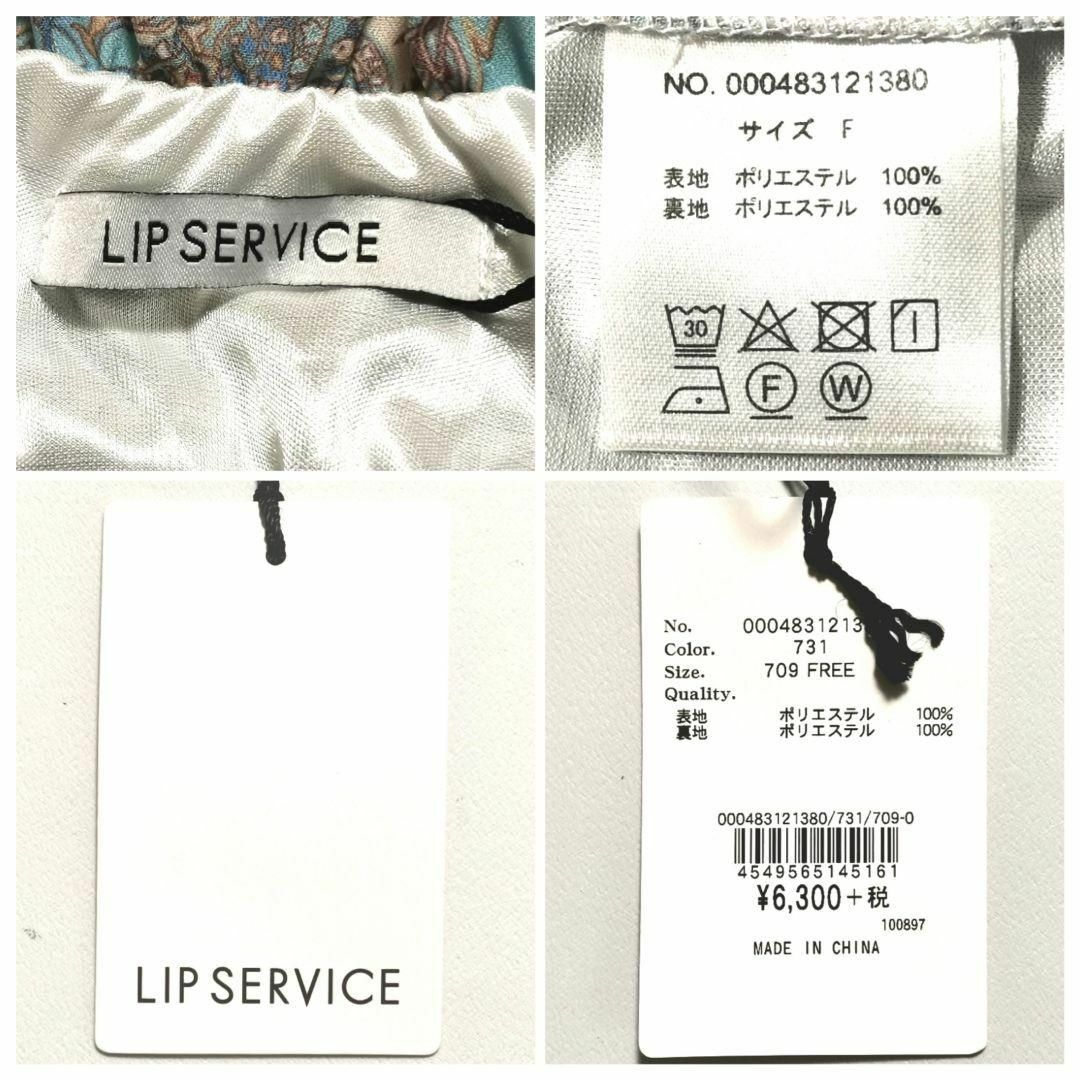 LIP SERVICE
NO. 000483121380
サイズ F
表地 ポリエステル 100%
裏地 ポリエステル 100%
30
F W
LIP SERVICE
No. 0004831213
Color. 731
Size. 709 FREE
Quality.
表地 ポリエステル 100%
裏地 ポリエステル 100%
000483121380/731/709-0
4549565145161
¥6,300+税
100897
MADE IN CHINA